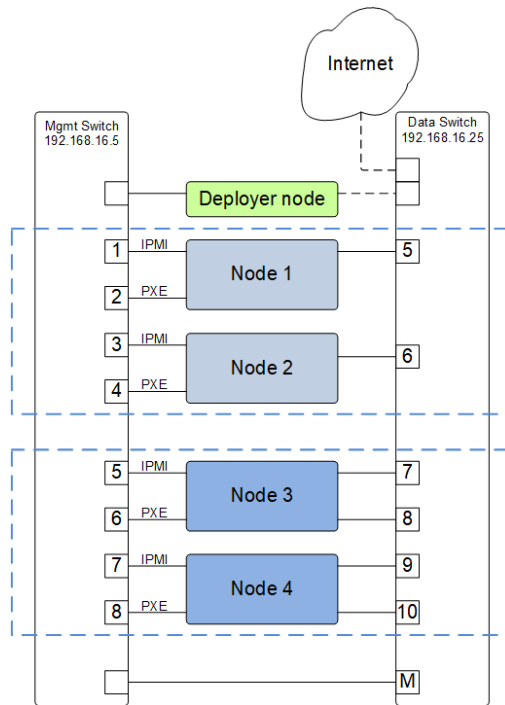 Internet
Mgmt Switch
192.168.16.5
Data Switch
192.168.16.25
Deployer node
1 IPMI Node 1 5
2 PXE
3 IPMI Node 2 6
4 PXE
5 IPMI Node 3 7
6 PXE 8
7 IPMI Node 4 9
8 PXE 10
M